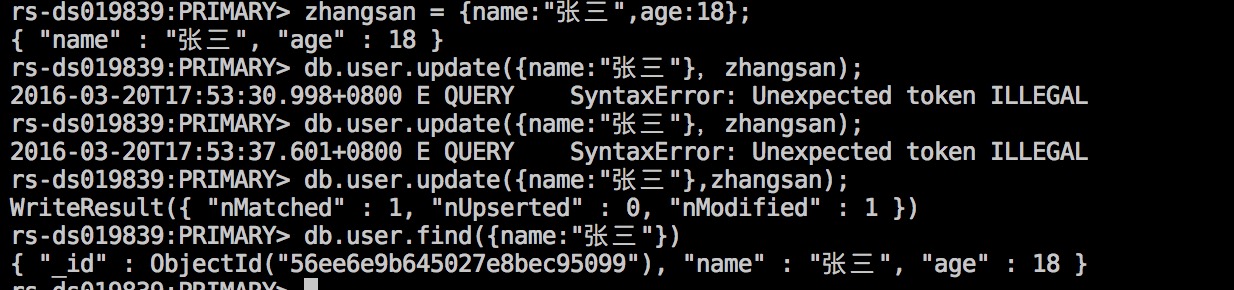 rs-ds019839:PRIMARY> zhangsan = {name:"张三",age:18};
{ "name" : "张三", "age" : 18 }
rs-ds019839:PRIMARY> db.user.update({name:"张三"}, zhangsan);
2016-03-20T17:53:30.998+0800 E QUERY    SyntaxError: Unexpected token ILLEGAL
rs-ds019839:PRIMARY> db.user.update({name:"张三"}, zhangsan);
2016-03-20T17:53:37.601+0800 E QUERY    SyntaxError: Unexpected token ILLEGAL
rs-ds019839:PRIMARY> db.user.update({name:"张三"},zhangsan);
WriteResult({ "nMatched" : 1, "nUpserted" : 0, "nModified" : 1 })
rs-ds019839:PRIMARY> db.user.find({name:"张三"})
{ "_id" : ObjectId("56ee6e9b645027e8bec95099"), "name" : "张三", "age" : 18 }
rs-ds019839:PRIMARY>